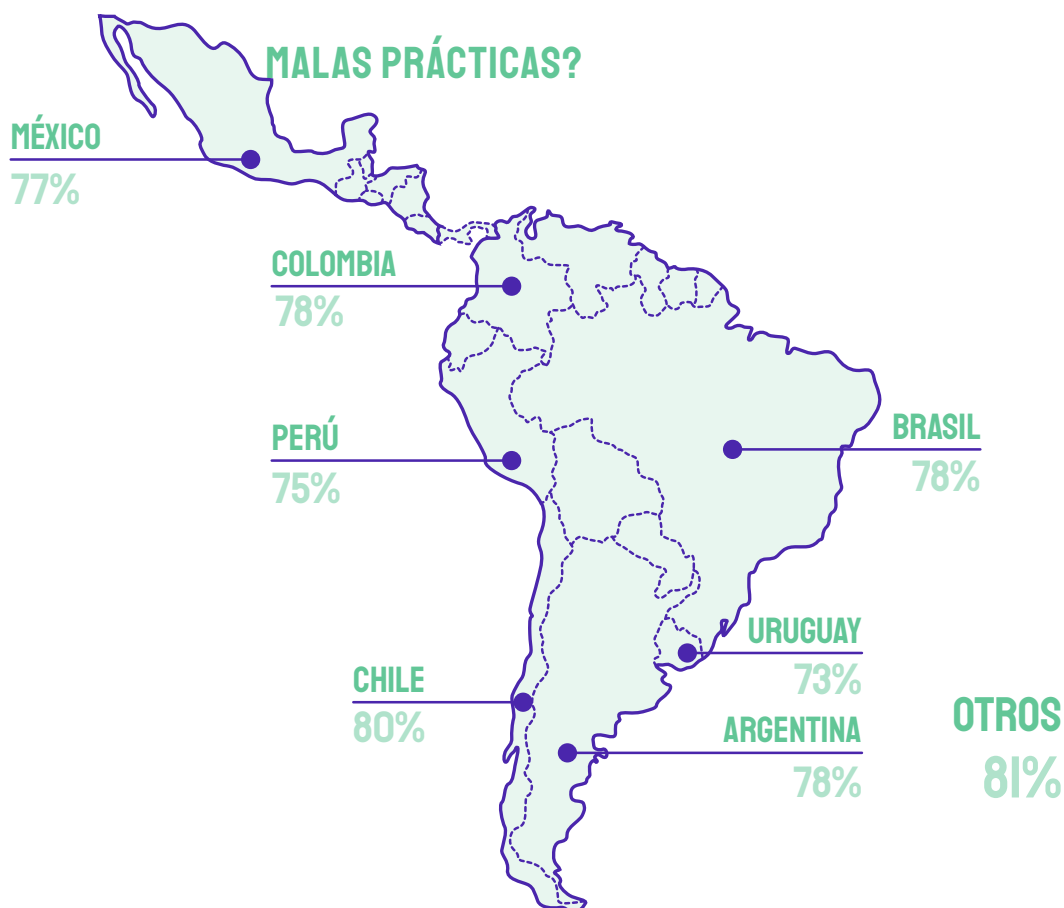 MALAS PRÁCTICAS?
MÉXICO
77%
COLOMBIA
78%
PERÚ
75%
BRASIL
78%
URUGUAY
73%
CHILE
80%
ARGENTINA
78%
OTROS
81%